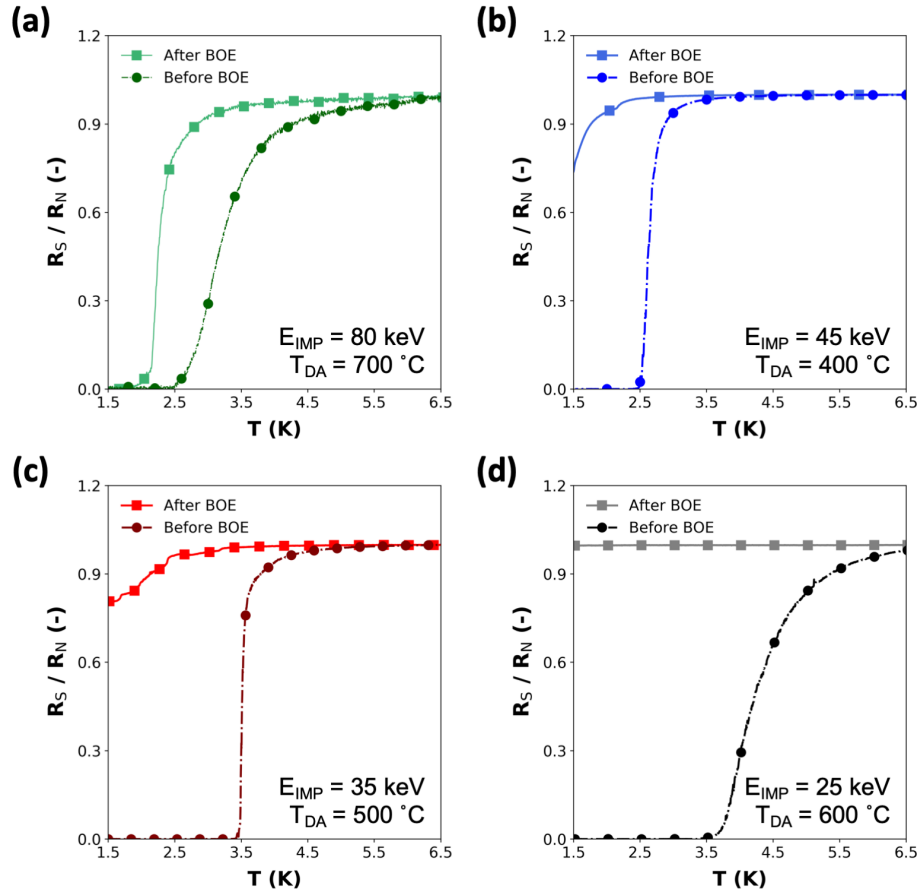 (a)
1.2
0.9
0.6
0.3
0.0
R_S / R_N (-)
After BOE
Before BOE
E_IMP = 80 keV
T_DA = 700 ˚C
1.5 2.5 3.5 4.5 5.5 6.5
T (K)
(b)
1.2
0.9
0.6
0.3
0.0
R_S / R_N (-)
After BOE
Before BOE
E_IMP = 45 keV
T_DA = 400 ˚C
1.5 2.5 3.5 4.5 5.5 6.5
T (K)
(c)
1.2
0.9
0.6
0.3
0.0
R_S / R_N (-)
After BOE
Before BOE
E_IMP = 35 keV
T_DA = 500 ˚C
1.5 2.5 3.5 4.5 5.5 6.5
T (K)
(d)
1.2
0.9
0.6
0.3
0.0
R_S / R_N (-)
After BOE
Before BOE
E_IMP = 25 keV
T_DA = 600 ˚C
1.5 2.5 3.5 4.5 5.5 6.5
T (K)